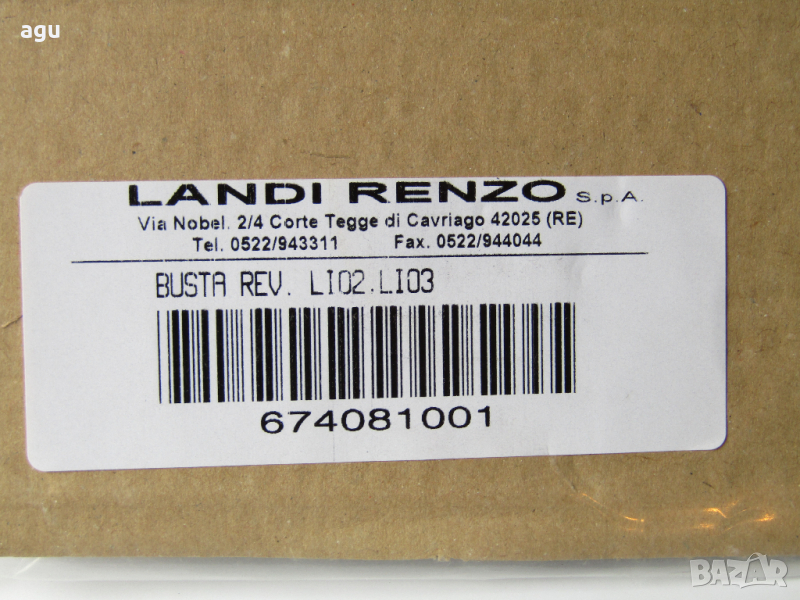 agu
LANDI RENZO S.p.A.
Via Nobel. 2/4 Corte Tegge di Cavriago 42025 (RE)
Tel. 0522/943311 Fax. 0522/944044
BUSTA REV. LI02.LI03
674081001
BAZAR